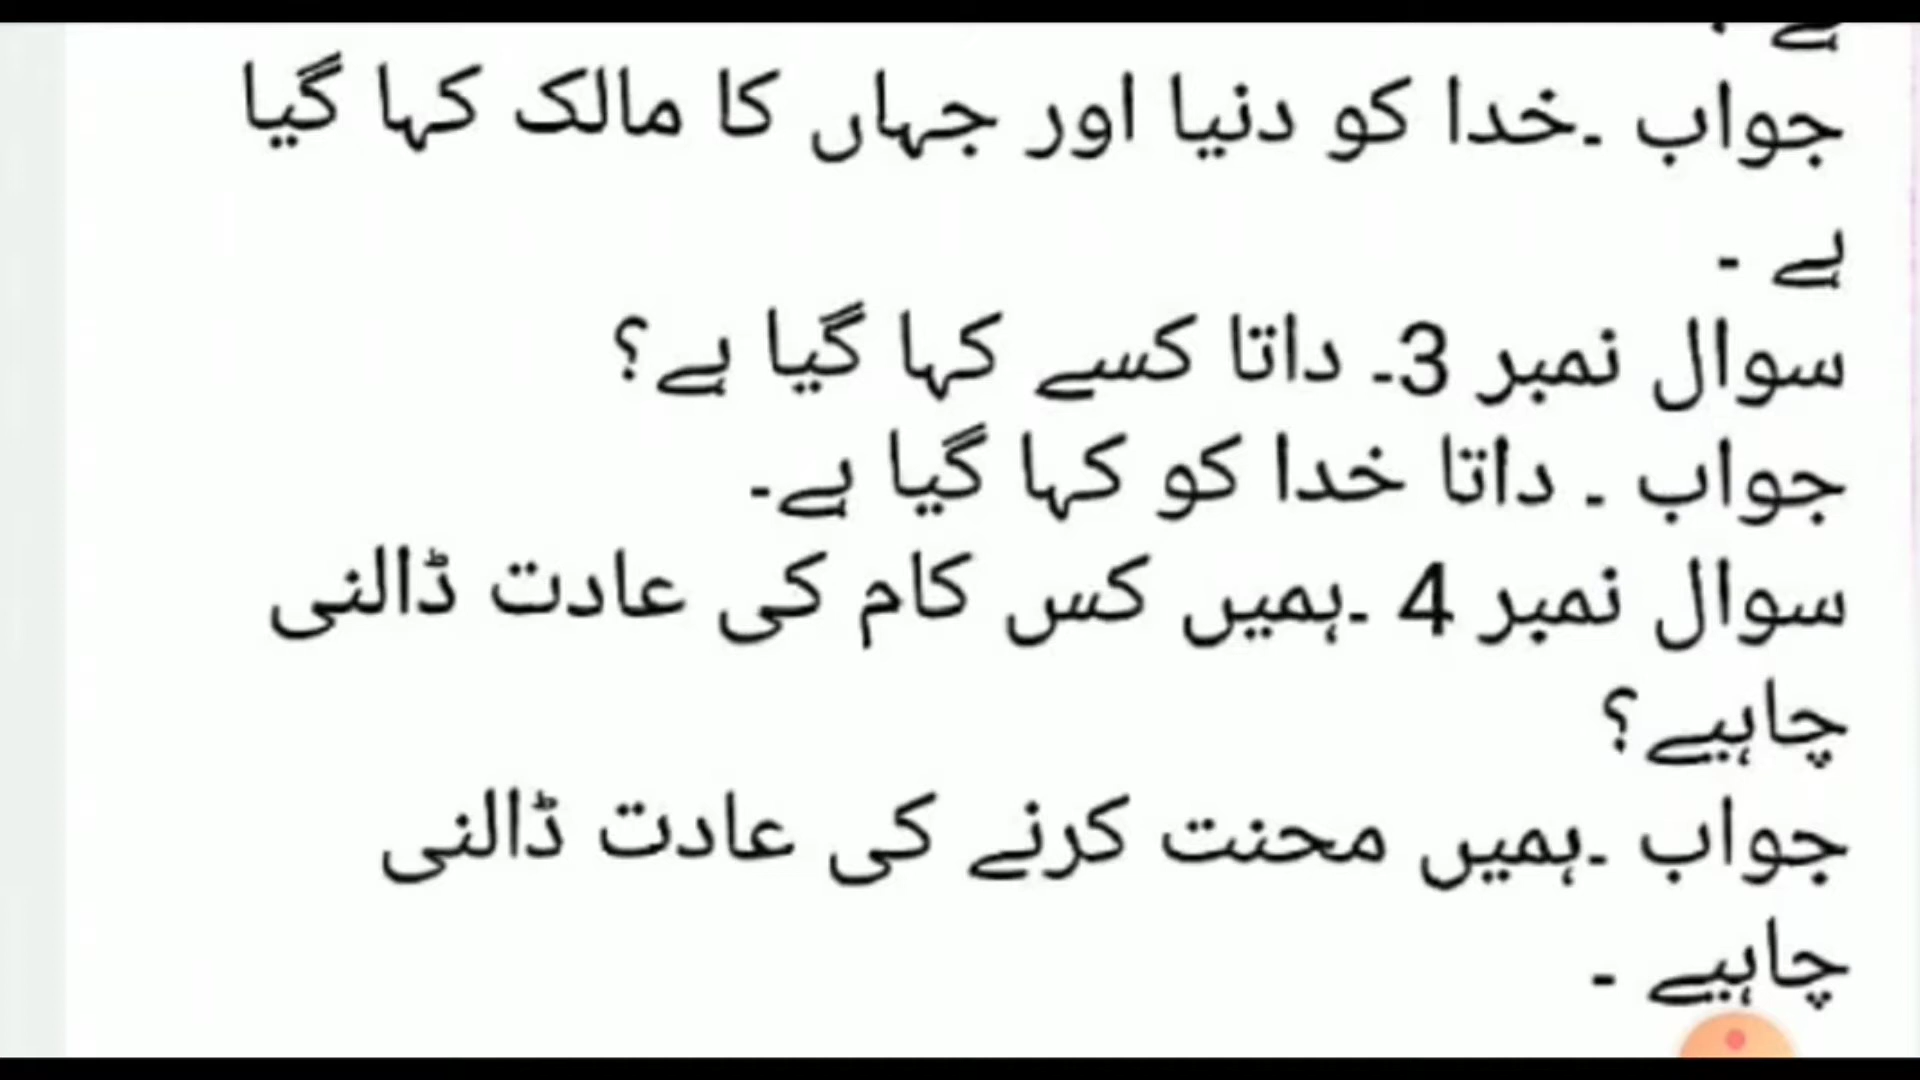 ہے ؟
جواب ۔خدا کو دنیا اور جہاں کا مالک کہا گیا
ہے ۔
سوال نمبر 3۔ داتا کسے کہا گیا ہے؟
جواب ۔ داتا خدا کو کہا گیا ہے۔
سوال نمبر 4 ۔ہمیں کس کام کی عادت ڈالنی
چاہیے؟
جواب ۔ہمیں محنت کرنے کی عادت ڈالنی
چاہیے ۔